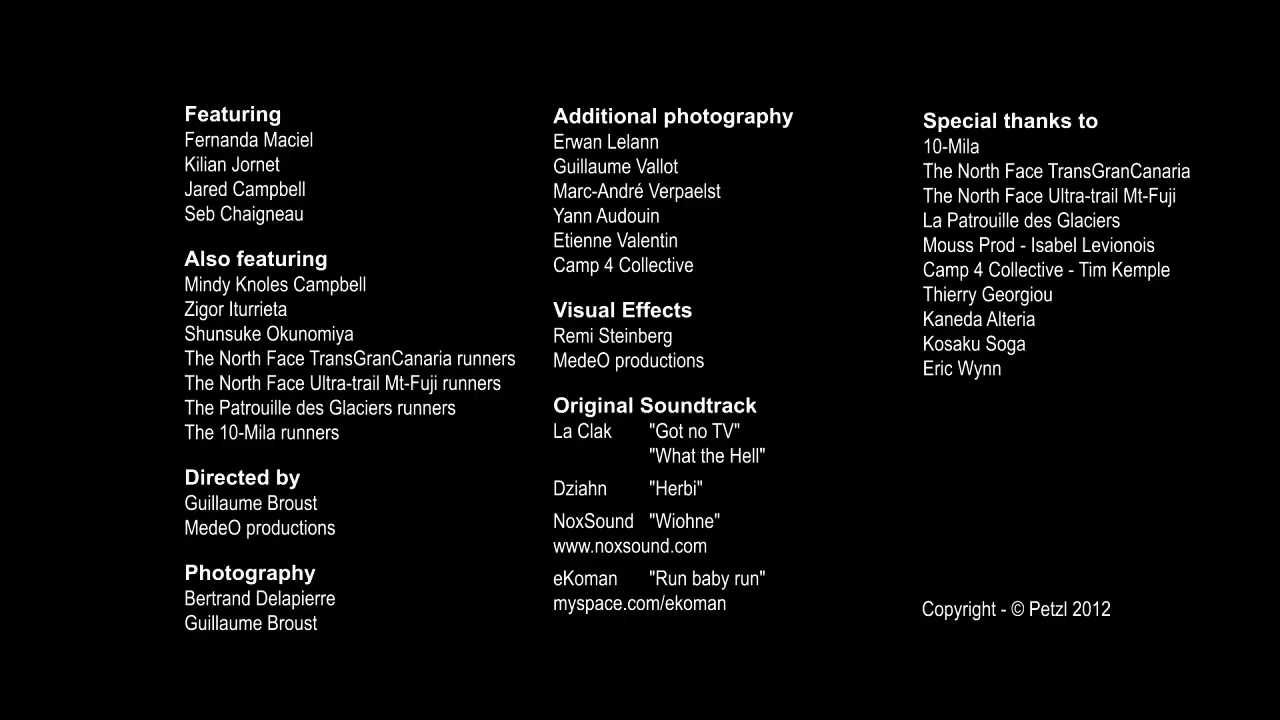 Featuring
Fernanda Maciel
Kilian Jornet
Jared Campbell
Seb Chaigneau
Also featuring
Mindy Knoles Campbell
Zigor Iturrieta
Shunsuke Okunomiya
The North Face TransGranCanaria runners
The North Face Ultra-trail Mt-Fuji runners
The Patrouille des Glaciers runners
The 10-Mila runners
Directed by
Guillaume Broust
MedeO productions
Photography
Bertrand Delapierre
Guillaume Broust
Additional photography
Erwan Lelann
Guillaume Vallot
Marc-André Verpaelst
Yann Audouin
Etienne Valentin
Camp 4 Collective
Visual Effects
Remi Steinberg
MedeO productions
Original Soundtrack
La Clak "Got no TV"
"What the Hell"
Dziahn "Herbi"
NoxSound "Wiohne"
www.noxsound.com
eKoman "Run baby run"
myspace.com/ekoman
Special thanks to
10-Mila
The North Face TransGranCanaria
The North Face Ultra-trail Mt-Fuji
La Patrouille des Glaciers
Mouss Prod - Isabel Levionois
Camp 4 Collective - Tim Kemple
Thierry Georgiou
Kaneda Alteria
Kosaku Soga
Eric Wynn
Copyright - © Petzl 2012